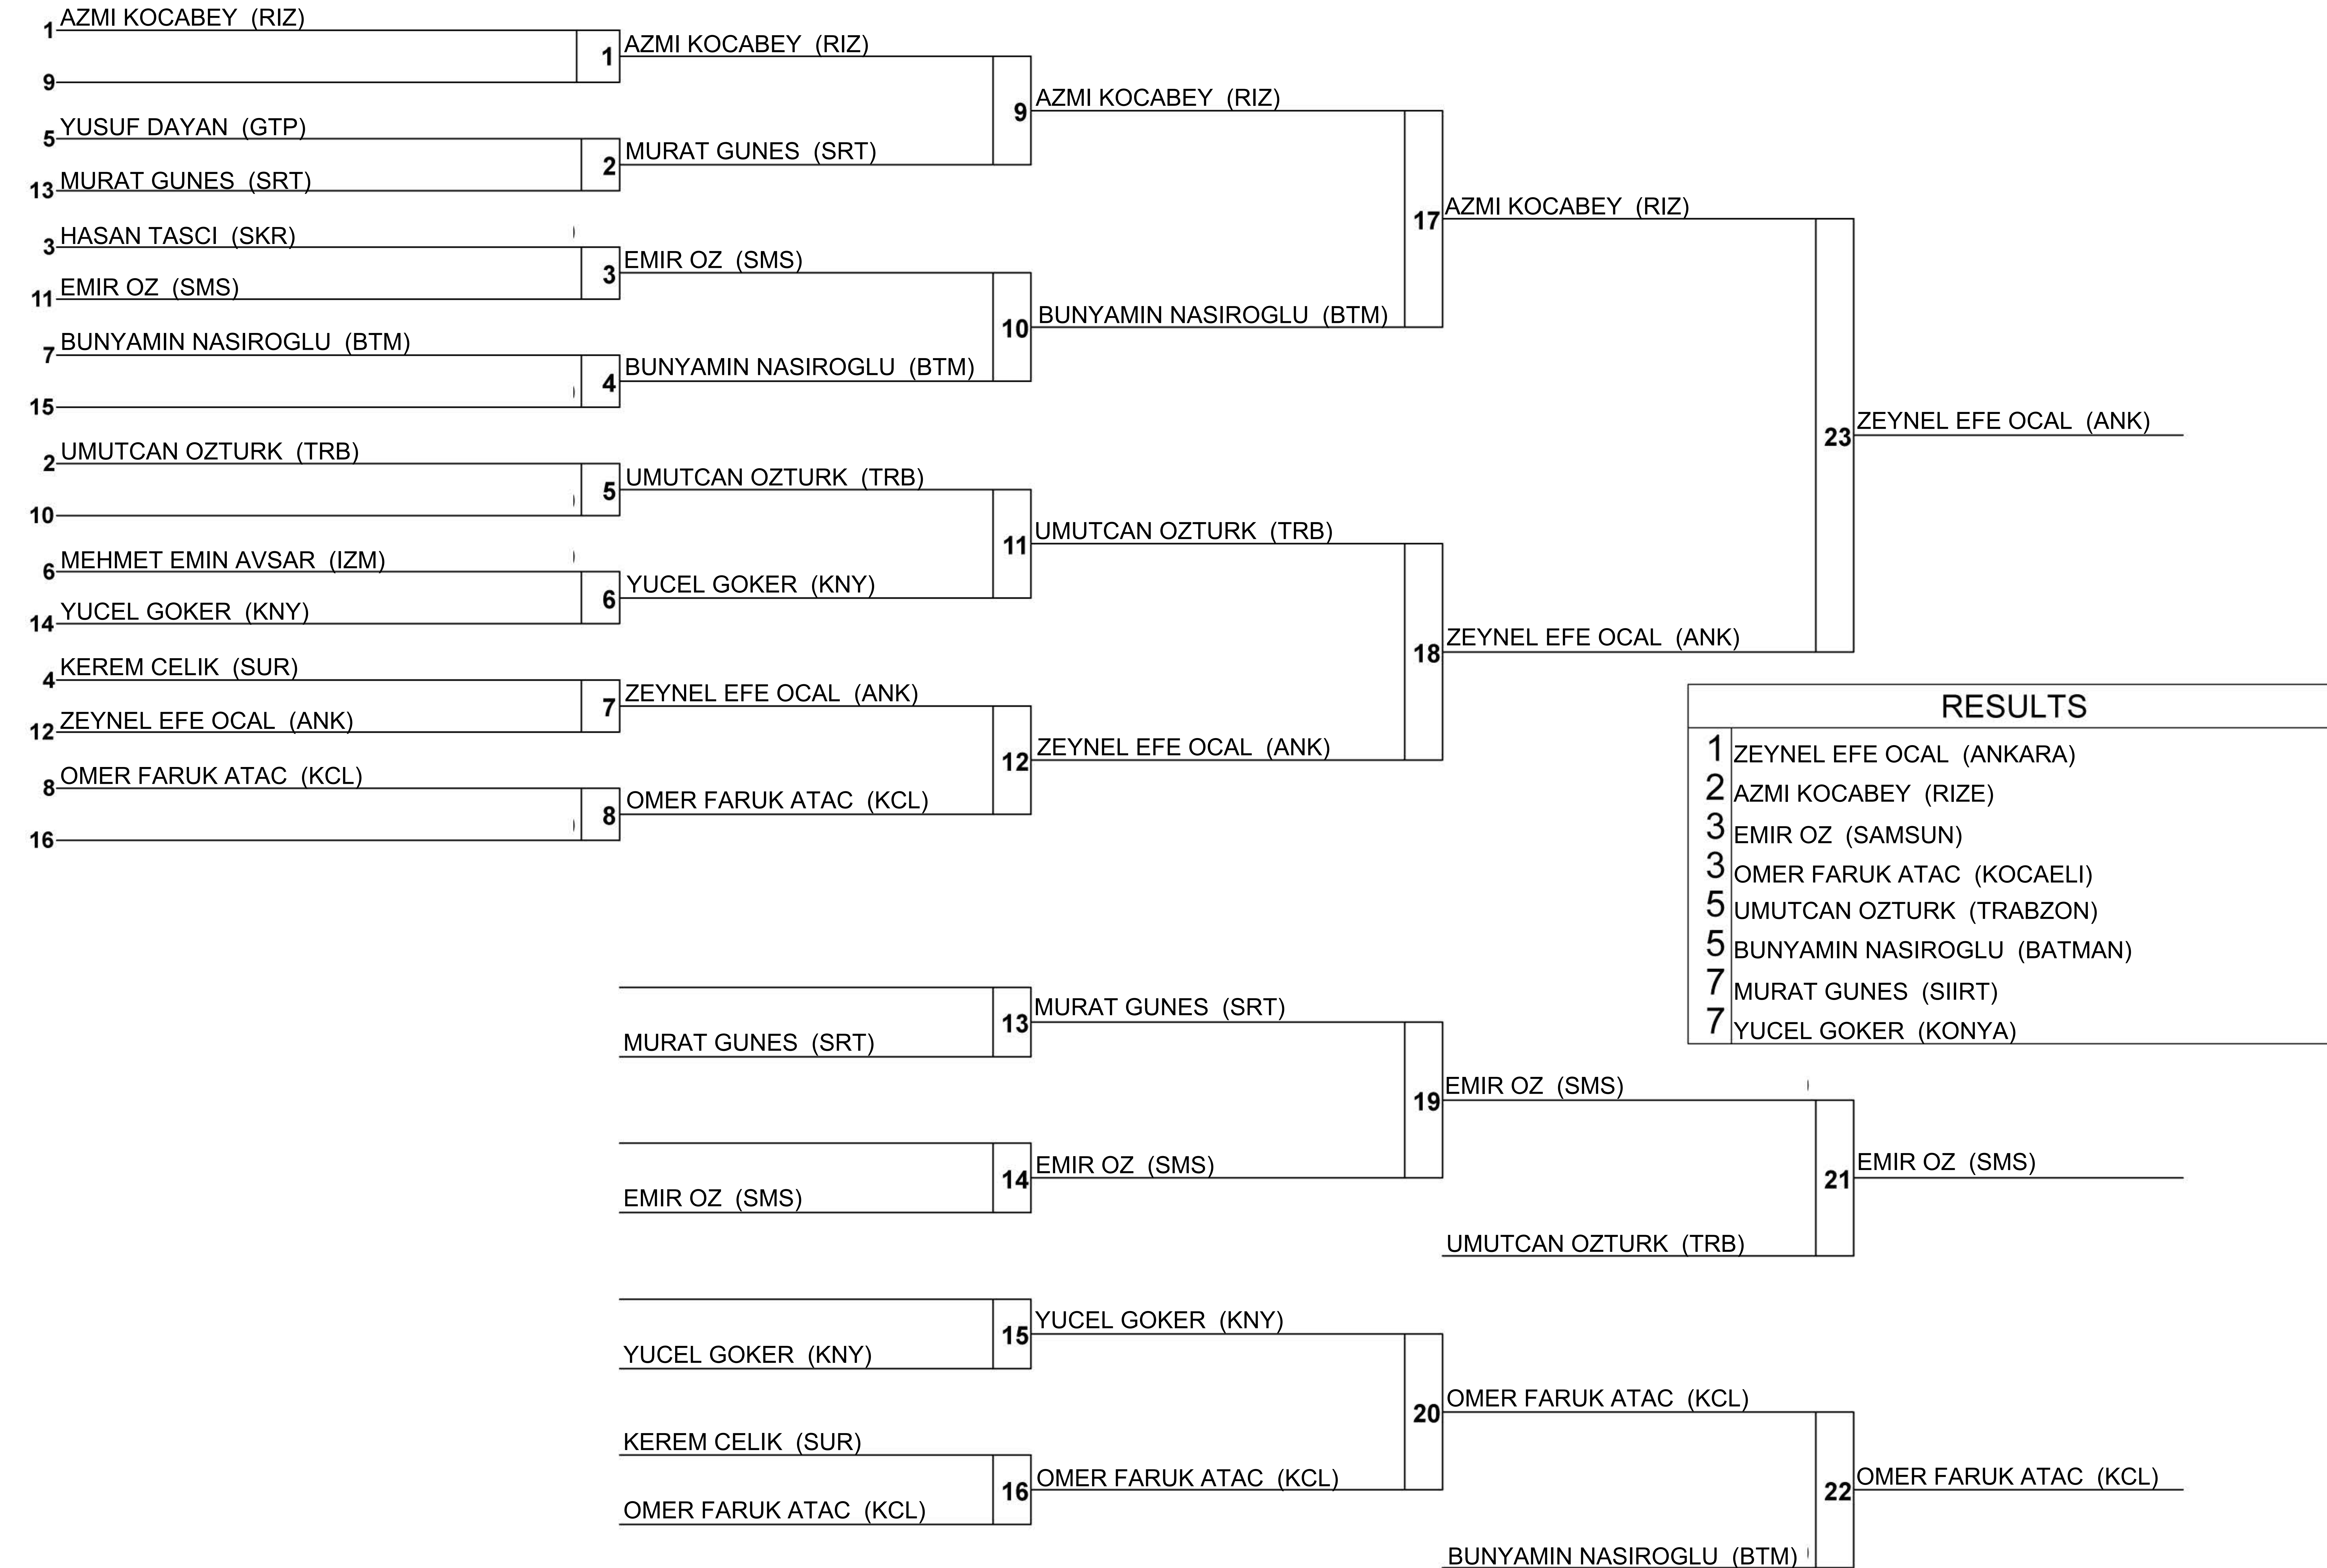 1 AZMI KOCABEY (RIZ)
9
1
AZMI KOCABEY (RIZ)
5 YUSUF DAYAN (GTP)
13 MURAT GUNES (SRT)
2
MURAT GUNES (SRT)
9
AZMI KOCABEY (RIZ)
3 HASAN TASCI (SKR)
11 EMIR OZ (SMS)
3
EMIR OZ (SMS)
7 BUNYAMIN NASIROGLU (BTM)
15
4
BUNYAMIN NASIROGLU (BTM)
10
BUNYAMIN NASIROGLU (BTM)
17
AZMI KOCABEY (RIZ)
2 UMUTCAN OZTURK (TRB)
10
5
UMUTCAN OZTURK (TRB)
6 MEHMET EMIN AVSAR (IZM)
14 YUCEL GOKER (KNY)
6
YUCEL GOKER (KNY)
11
UMUTCAN OZTURK (TRB)
4 KEREM CELIK (SUR)
12 ZEYNEL EFE OCAL (ANK)
7
ZEYNEL EFE OCAL (ANK)
8 OMER FARUK ATAC (KCL)
16
8
OMER FARUK ATAC (KCL)
12
ZEYNEL EFE OCAL (ANK)
18
ZEYNEL EFE OCAL (ANK)
23
ZEYNEL EFE OCAL (ANK)
RESULTS
1 ZEYNEL EFE OCAL (ANKARA)
2 AZMI KOCABEY (RIZE)
3 EMIR OZ (SAMSUN)
3 OMER FARUK ATAC (KOCAELI)
5 UMUTCAN OZTURK (TRABZON)
5 BUNYAMIN NASIROGLU (BATMAN)
7 MURAT GUNES (SIIRT)
7 YUCEL GOKER (KONYA)
MURAT GUNES (SRT)
13
MURAT GUNES (SRT)
EMIR OZ (SMS)
14
EMIR OZ (SMS)
19
EMIR OZ (SMS)
UMUTCAN OZTURK (TRB)
21
EMIR OZ (SMS)
YUCEL GOKER (KNY)
15
YUCEL GOKER (KNY)
KEREM CELIK (SUR)
OMER FARUK ATAC (KCL)
16
OMER FARUK ATAC (KCL)
20
OMER FARUK ATAC (KCL)
BUNYAMIN NASIROGLU (BTM)
22
OMER FARUK ATAC (KCL)